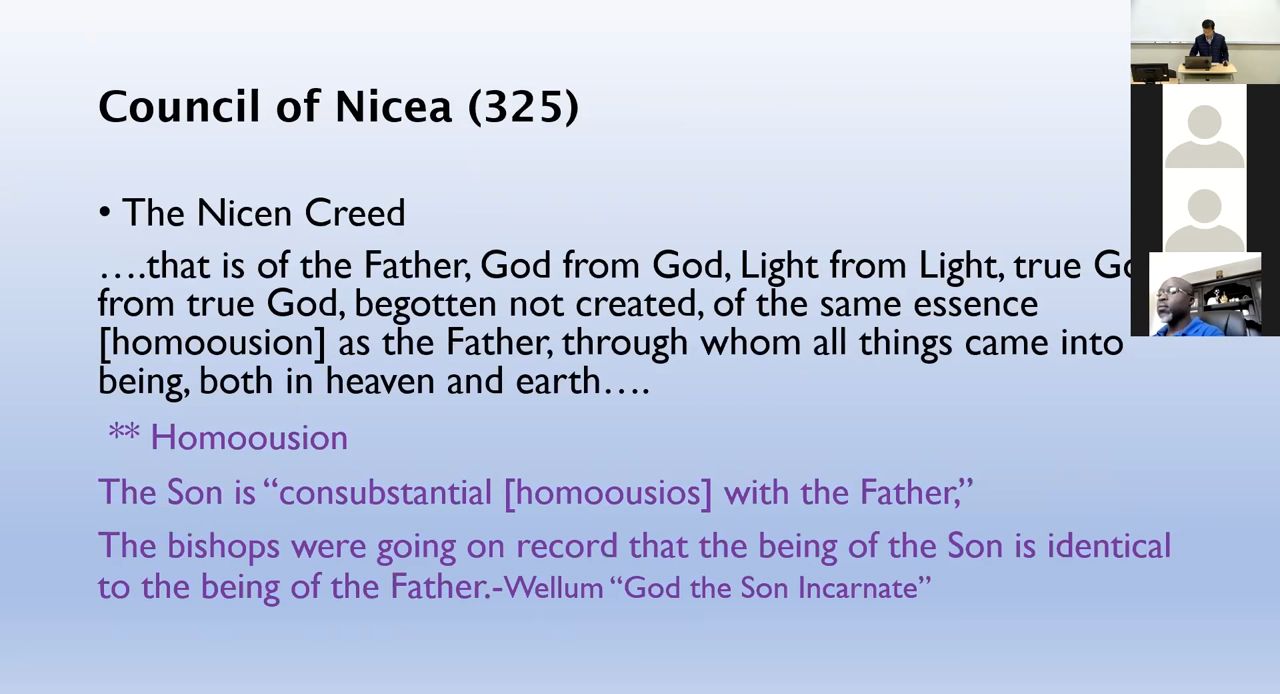 Council of Nicea (325)
• The Nicen Creed
….that is of the Father, God from God, Light from Light, true
from true God, begotten not created, of the same essence
[homoousion] as the Father, through whom all things came into
being, both in heaven and earth….
** Homoousion
The Son is “consubstantial [homoousios] with the Father,”
The bishops were going on record that the being of the Son is identical
to the being of the Father.-Wellum “God the Son Incarnate”